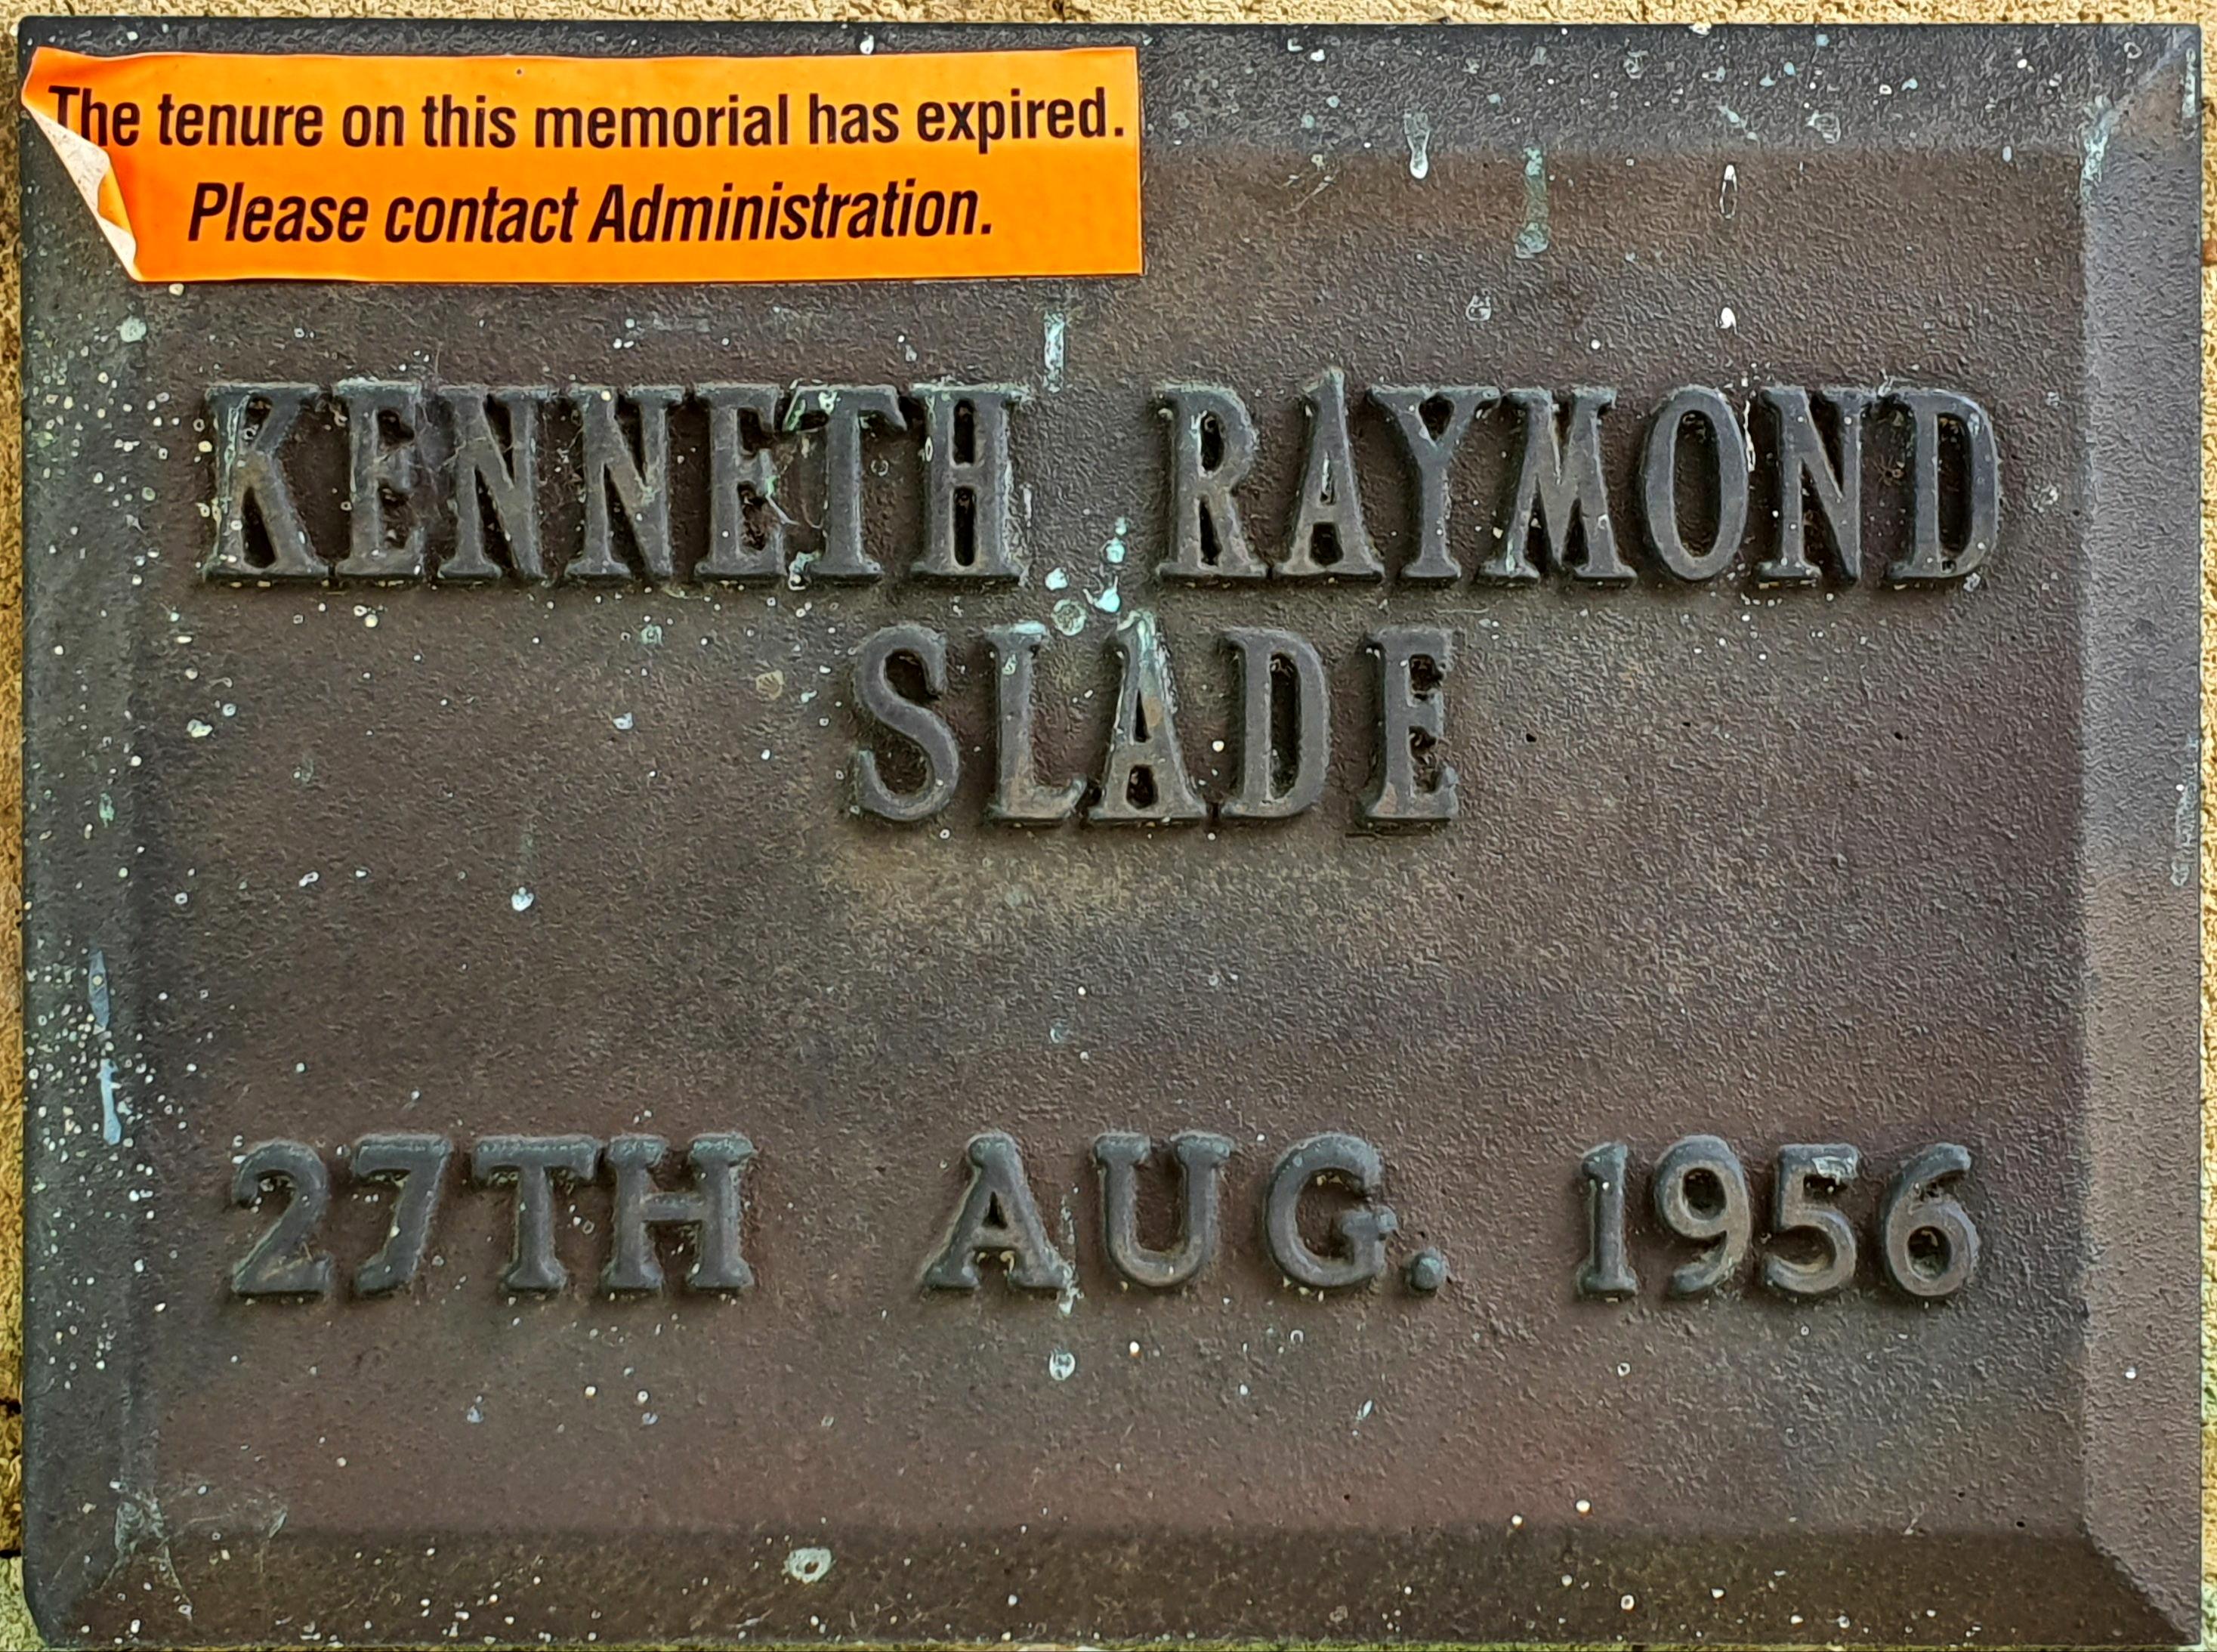 The tenure on this memorial has expired.
Please contact Administration.
KENNETH RAYMOND
SLADE
27TH AUG. 1956